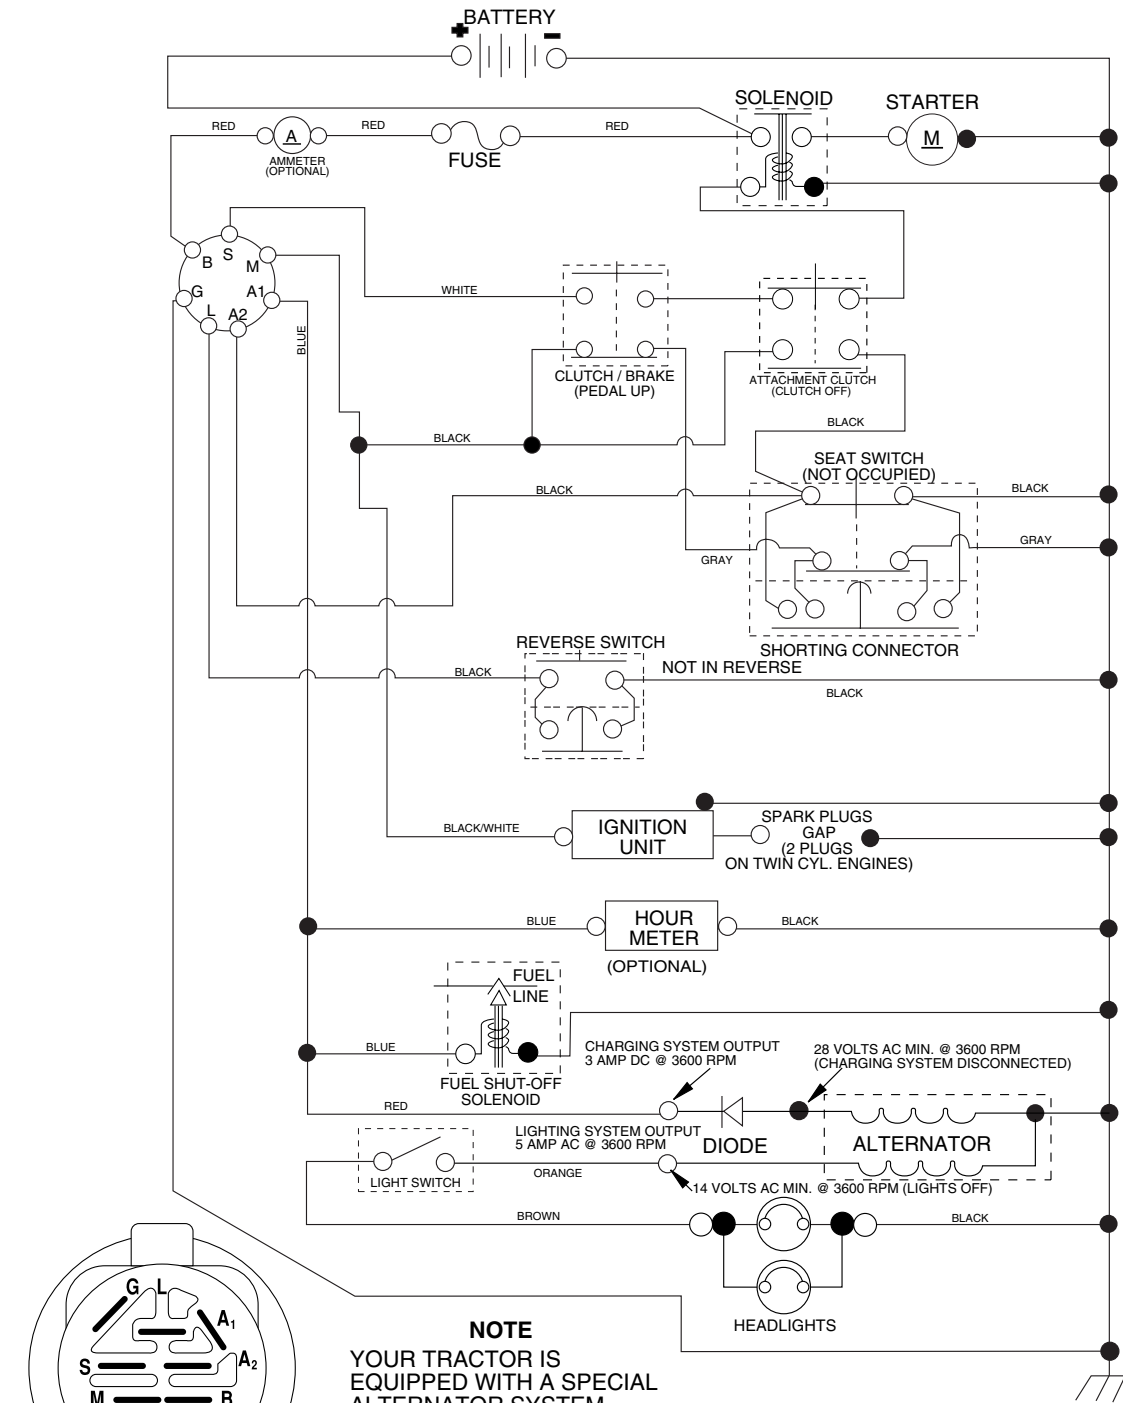 BATTERY
+ -
SOLENOID
STARTER
RED
A
RED
RED
M
AMMETER
(OPTIONAL)
FUSE
B
S
M
G
A1
L
A2
BLUE
WHITE
CLUTCH / BRAKE
(PEDAL UP)
ATTACHMENT CLUTCH
(CLUTCH OFF)
BLACK
BLACK
SEAT SWITCH
(NOT OCCUPIED)
BLACK
BLACK
GRAY
GRAY
SHORTING CONNECTOR
REVERSE SWITCH
NOT IN REVERSE
BLACK
BLACK
BLACK/WHITE
IGNITION
UNIT
SPARK PLUGS
GAP
(2 PLUGS
ON TWIN CYL. ENGINES)
BLUE
HOUR
METER
BLACK
(OPTIONAL)
FUEL
LINE
BLUE
FUEL SHUT-OFF
SOLENOID
CHARGING SYSTEM OUTPUT
3 AMP DC @ 3600 RPM
28 VOLTS AC MIN. @ 3600 RPM
(CHARGING SYSTEM DISCONNECTED)
RED
LIGHTING SYSTEM OUTPUT
5 AMP AC @ 3600 RPM
DIODE
ALTERNATOR
LIGHT SWITCH
ORANGE
14 VOLTS AC MIN. @ 3600 RPM (LIGHTS OFF)
BROWN
BLACK
HEADLIGHTS
G
L
A1
S
A2
M
B
NOTE
YOUR TRACTOR IS
EQUIPPED WITH A SPECIAL
ALTERNATOR SYSTEM